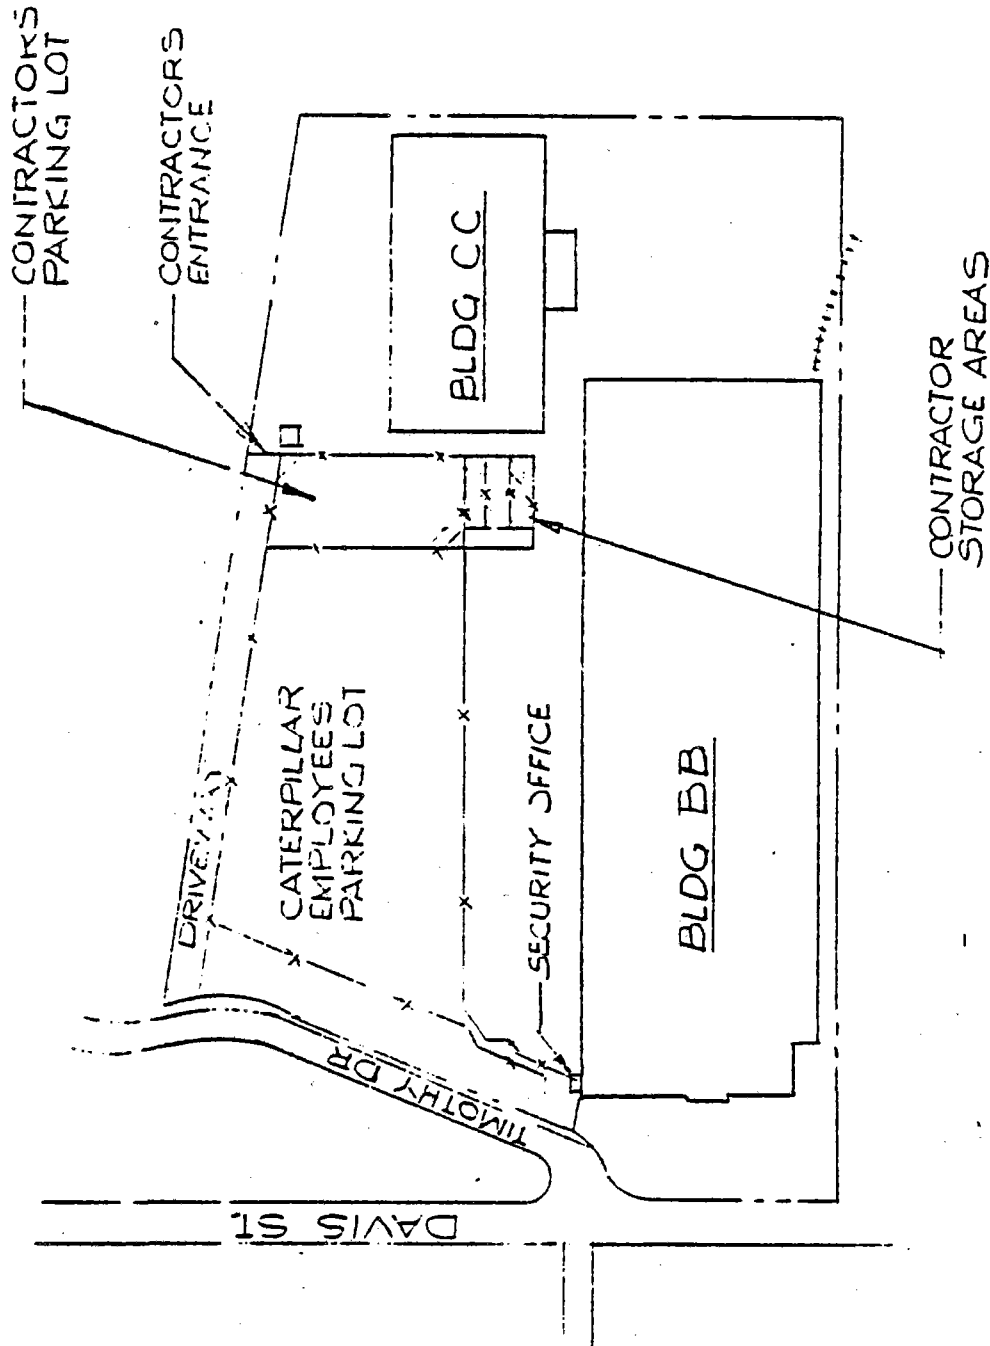 CONTRACTORS
PARKING LOT
CONTRACTORS
ENTRANCE
BLDG CC
CONTRACTOR
STORAGE AREAS
DRIVEWAY
CATERPILLAR
EMPLOYEES
PARKING LOT
SECURITY OFFICE
BLDG BB
TIMOTHY DR
DAVIS ST.